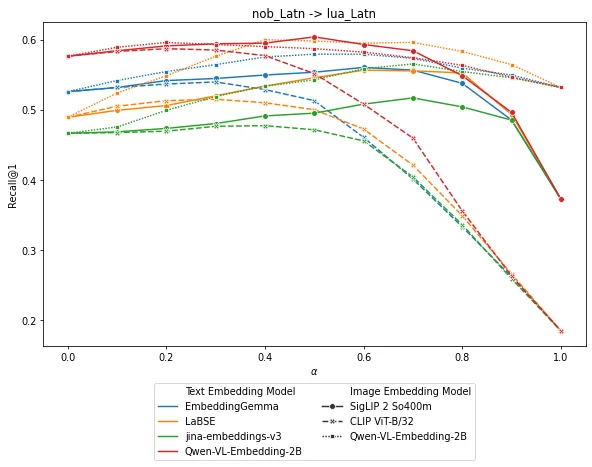 nob_Latn -> lua_Latn
Recall@1
0.6
0.5
0.4
0.3
0.2
0.0 0.2 0.4 0.6 0.8 1.0
α
Text Embedding Model
EmbeddingGemma
LaBSE
jina-embeddings-v3
Qwen-VL-Embedding-2B
Image Embedding Model
SigLIP 2 So400m
CLIP ViT-B/32
Qwen-VL-Embedding-2B